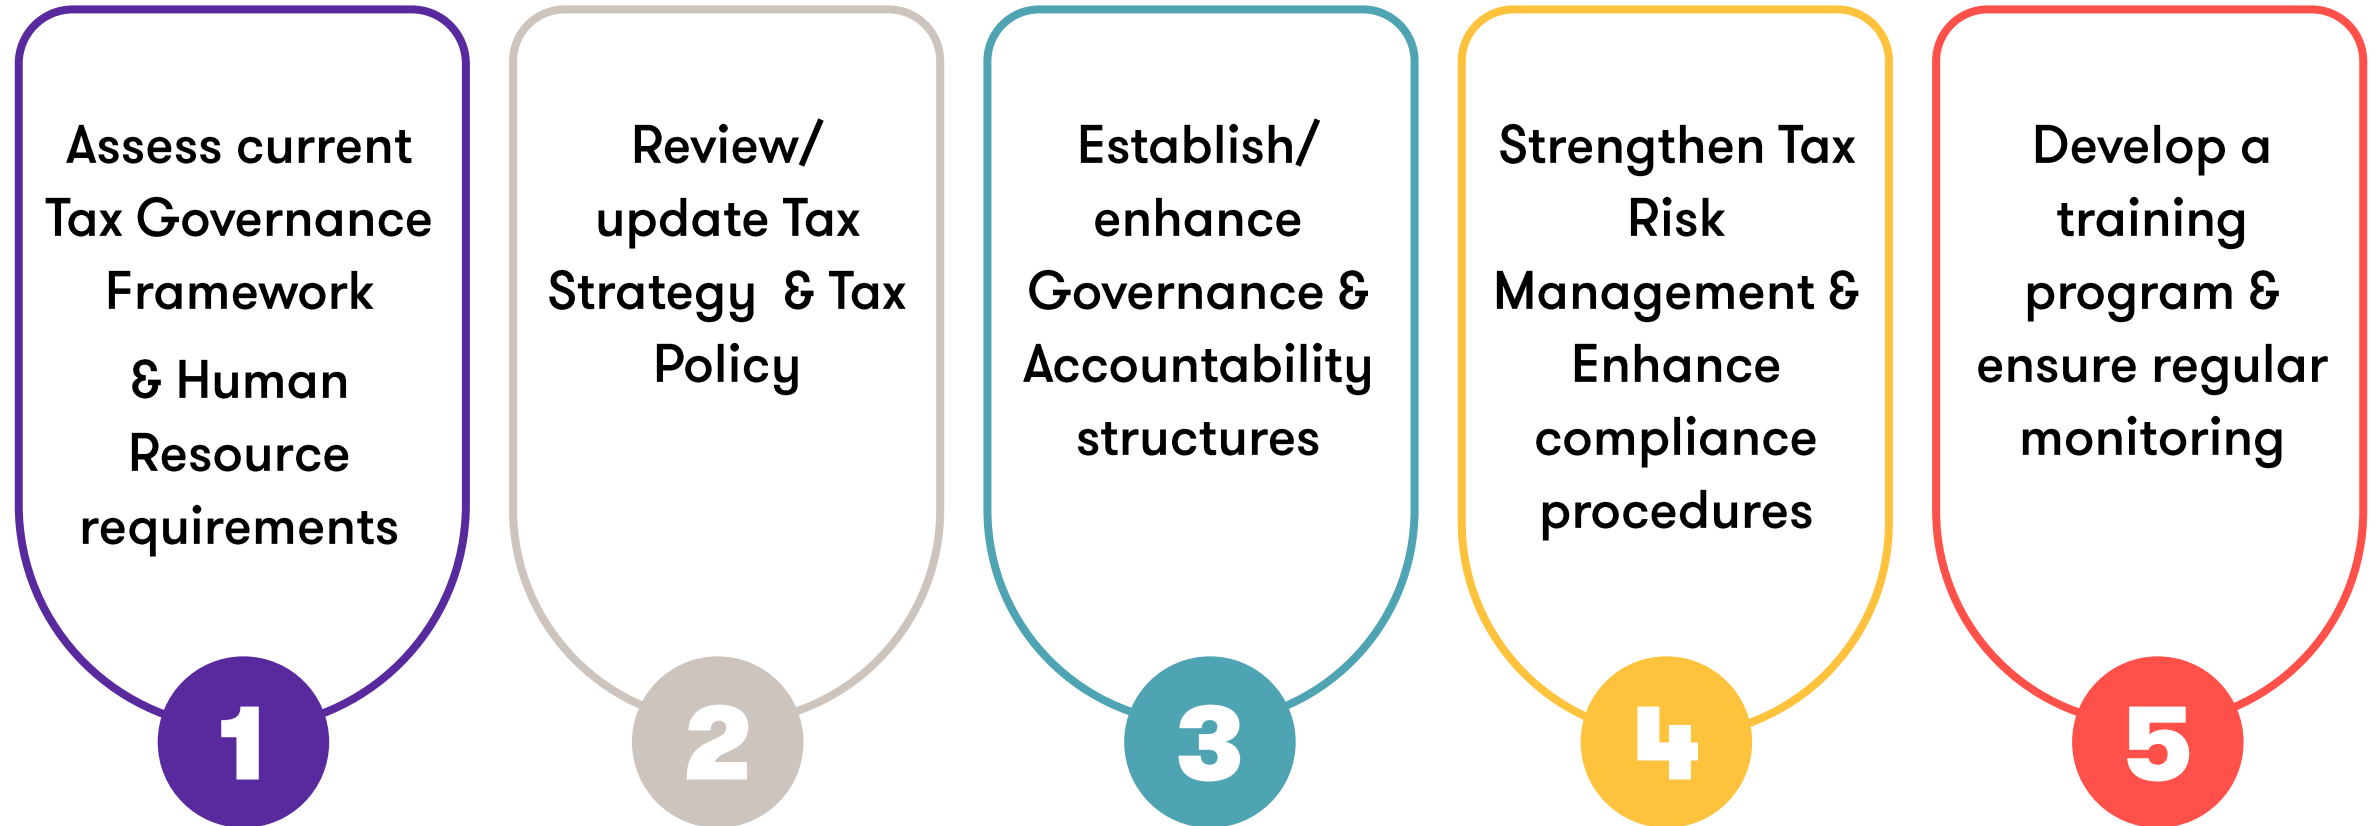 Assess current
Tax Governance
Framework
& Human
Resource
requirements
1
Review/
update Tax
Strategy & Tax
Policy
2
Establish/
enhance
Governance &
Accountability
structures
3
Strengthen Tax
Risk
Management &
Enhance
compliance
procedures
4
Develop a
training
program &
ensure regular
monitoring
5